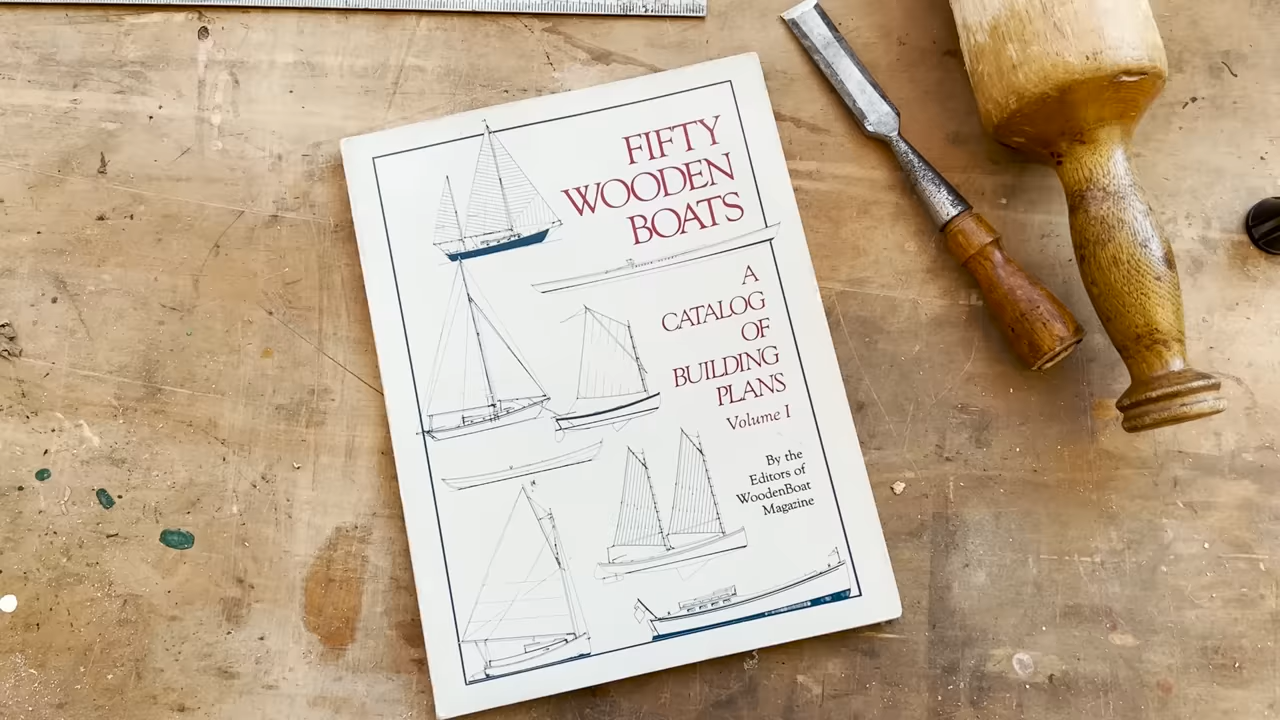 FIFTY
WOODEN
BOATS
A
CATALOG
OF
BUILDING
PLANS
Volume I
By the
Editors of
WoodenBoat
Magazine